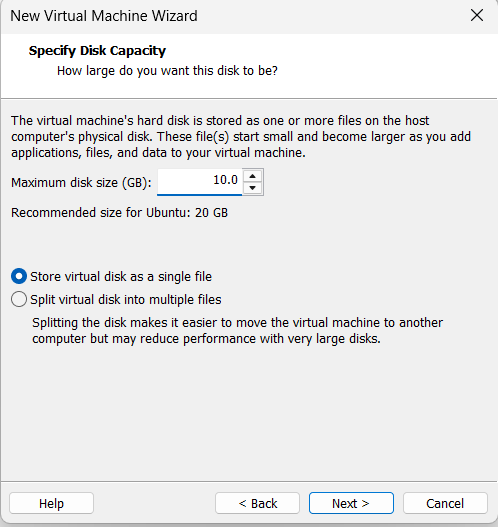 New Virtual Machine Wizard
Specify Disk Capacity
How large do you want this disk to be?
The virtual machine's hard disk is stored as one or more files on the host
computer's physical disk. These file(s) start small and become larger as you add
applications, files, and data to your virtual machine.
Maximum disk size (GB): 10.0
Recommended size for Ubuntu: 20 GB
Store virtual disk as a single file
Split virtual disk into multiple files
Splitting the disk makes it easier to move the virtual machine to another
computer but may reduce performance with very large disks.
Help < Back Next > Cancel